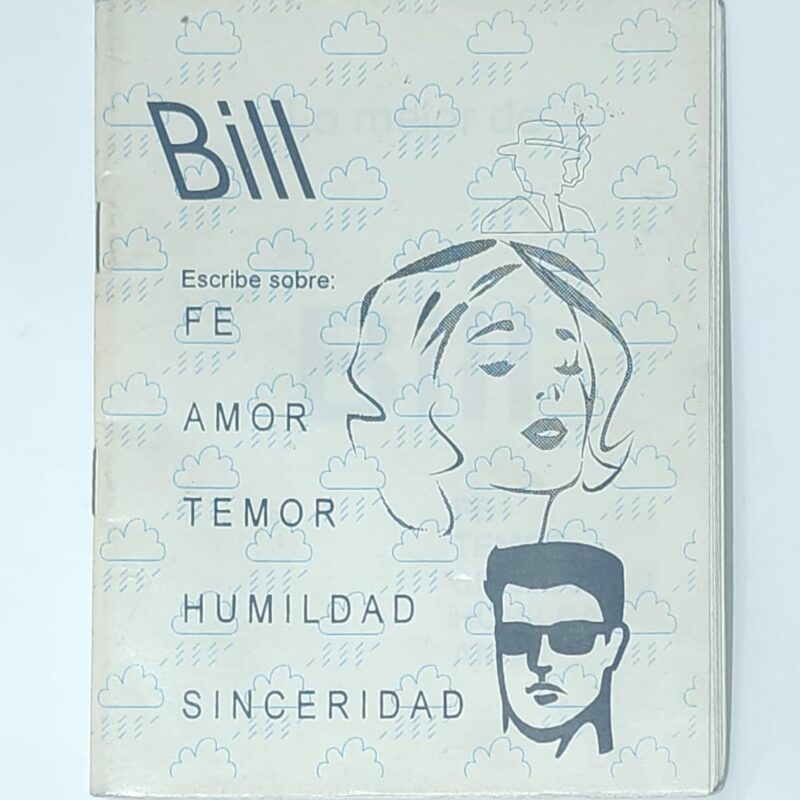 Bill
Escribe sobre:
FE
AMOR
TEMOR
HUMILDAD
SINCERIDAD